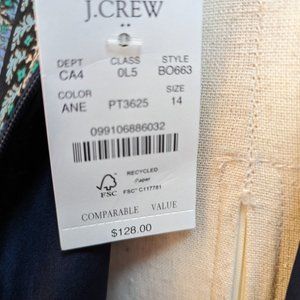 J.CREW
DEPT CLASS STYLE
CA4 0L5 BO663
COLOR SIZE
ANE PT3625 14
099106886032
RECYCLED
Paper
FSC FSC® C117781
COMPARABLE VALUE
$128.00